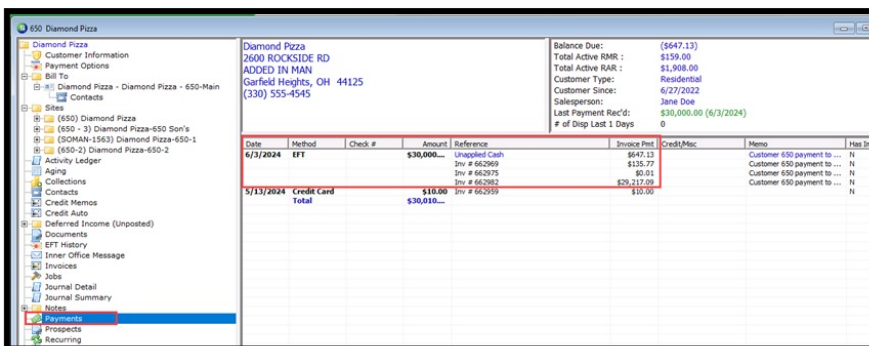 650 Diamond Pizza
Diamond Pizza
Customer Information
Payment Options
Bill To
Diamond Pizza - Diamond Pizza - 650-Main
Contacts
Sites
(650) Diamond Pizza
(650 - 3) Diamond Pizza-650 Son's
(SOMAN-1563) Diamond Pizza-650-1
(650-2) Diamond Pizza-650-2
Activity Ledger
Aging
Collections
Contacts
Credit Memos
Credit Auto
Deferred Income (Unposted)
Documents
EFT History
Inner Office Message
Invoices
Jobs
Journal Detail
Journal Summary
Notes
Payments
Prospects
Recurring
Diamond Pizza
2600 ROCKSIDE RD
ADDED IN MAN
Garfield Heights, OH 44125
(330) 555-4545
Balance Due: ($647.13)
Total Active RMR : $159.00
Total Active RAR : $1,908.00
Customer Type: Residential
Customer Since: 6/27/2022
Salesperson: Jane Doe
Last Payment Rec'd: $30,000.00 (6/3/2024)
# of Disp Last 1 Days 0
Date Method Check # Amount Reference Invoice Pmt Credit/Misc Memo Has In
6/3/2024 EFT $30,000.... Unapplied Cash $647.13 Customer 650 payment to ... N
Inv # 662969 $135.77 Customer 650 payment to ... N
Inv # 662975 $0.01 Customer 650 payment to ... N
Inv # 662982 $29,217.09 Customer 650 payment to ... N
5/13/2024 Credit Card $10.00 Inv # 662959 $10.00 N
Total $30,010....